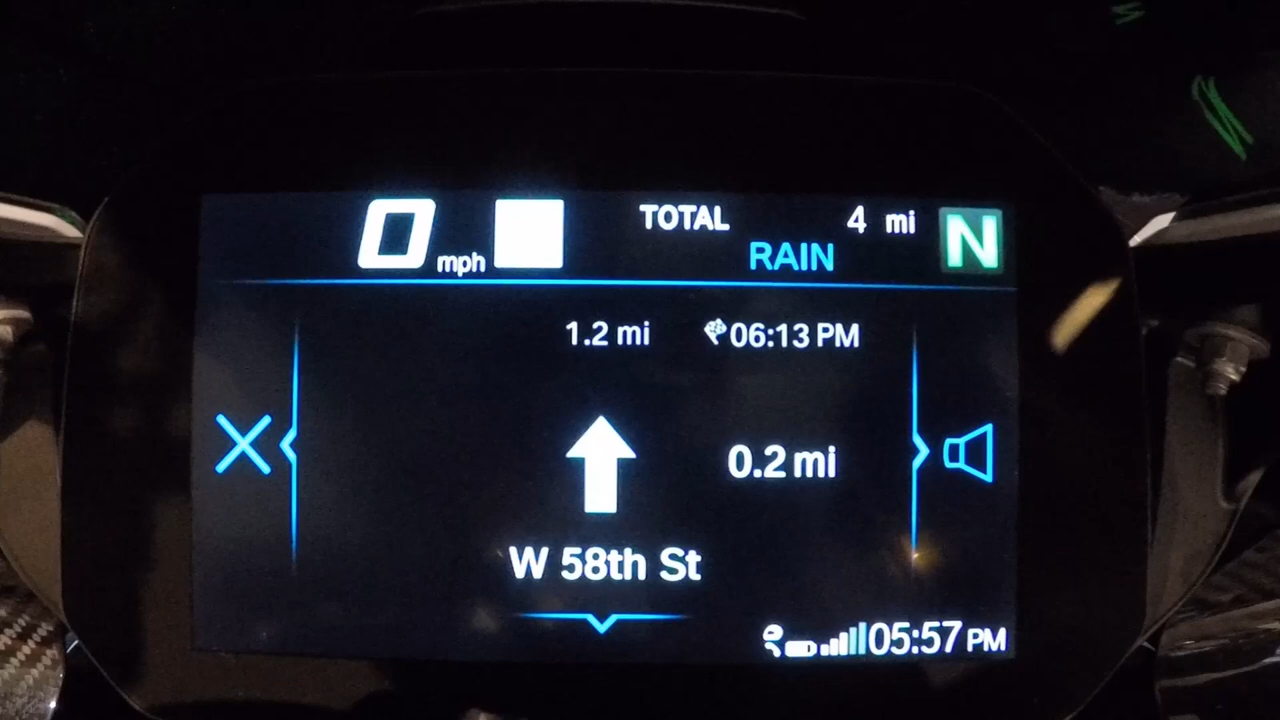 0 mph TOTAL 4 mi N
RAIN
1.2 mi 06:13 PM
0.2 mi
W 58th St
05:57 PM